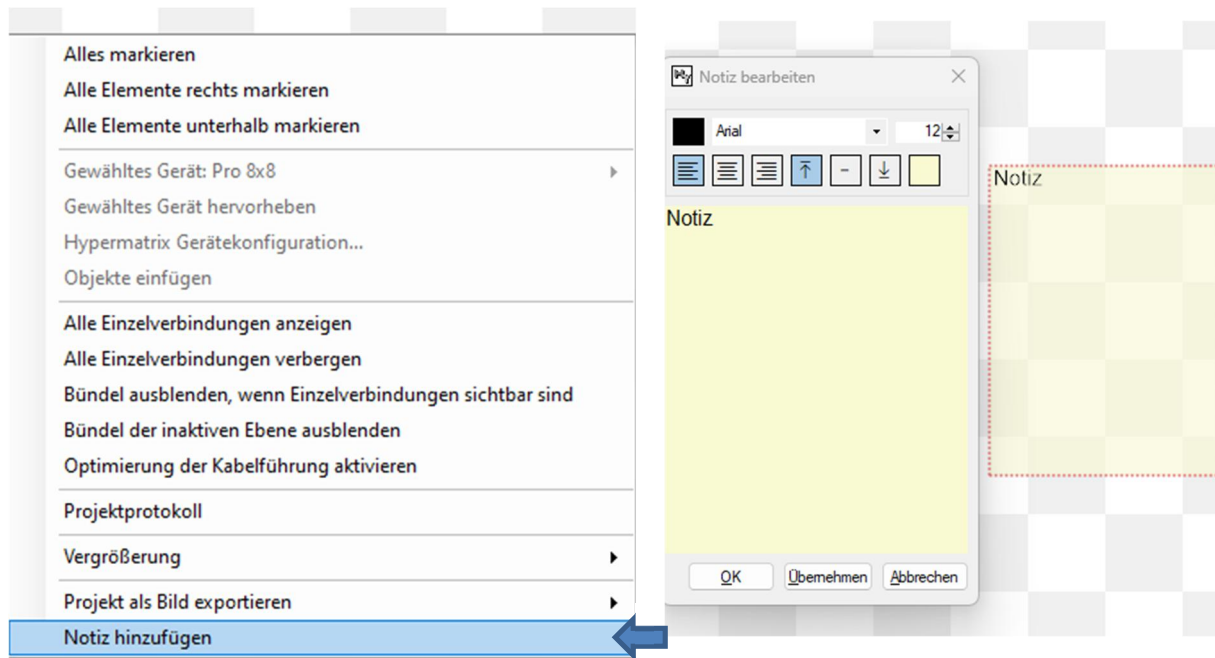 Alles markieren
Alle Elemente rechts markieren
Alle Elemente unterhalb markieren
Gewähltes Gerät: Pro 8x8
Gewähltes Gerät hervorheben
Hypermatrix Gerätekonfiguration...
Objekte einfügen
Alle Einzelverbindungen anzeigen
Alle Einzelverbindungen verbergen
Bündel ausblenden, wenn Einzelverbindungen sichtbar sind
Bündel der inaktiven Ebene ausblenden
Optimierung der Kabelführung aktivieren
Projektprotokoll
Vergrößerung
Projekt als Bild exportieren
Notiz hinzufügen
Notiz bearbeiten
Arial 12
Notiz
OK Übernehmen Abbrechen
Notiz